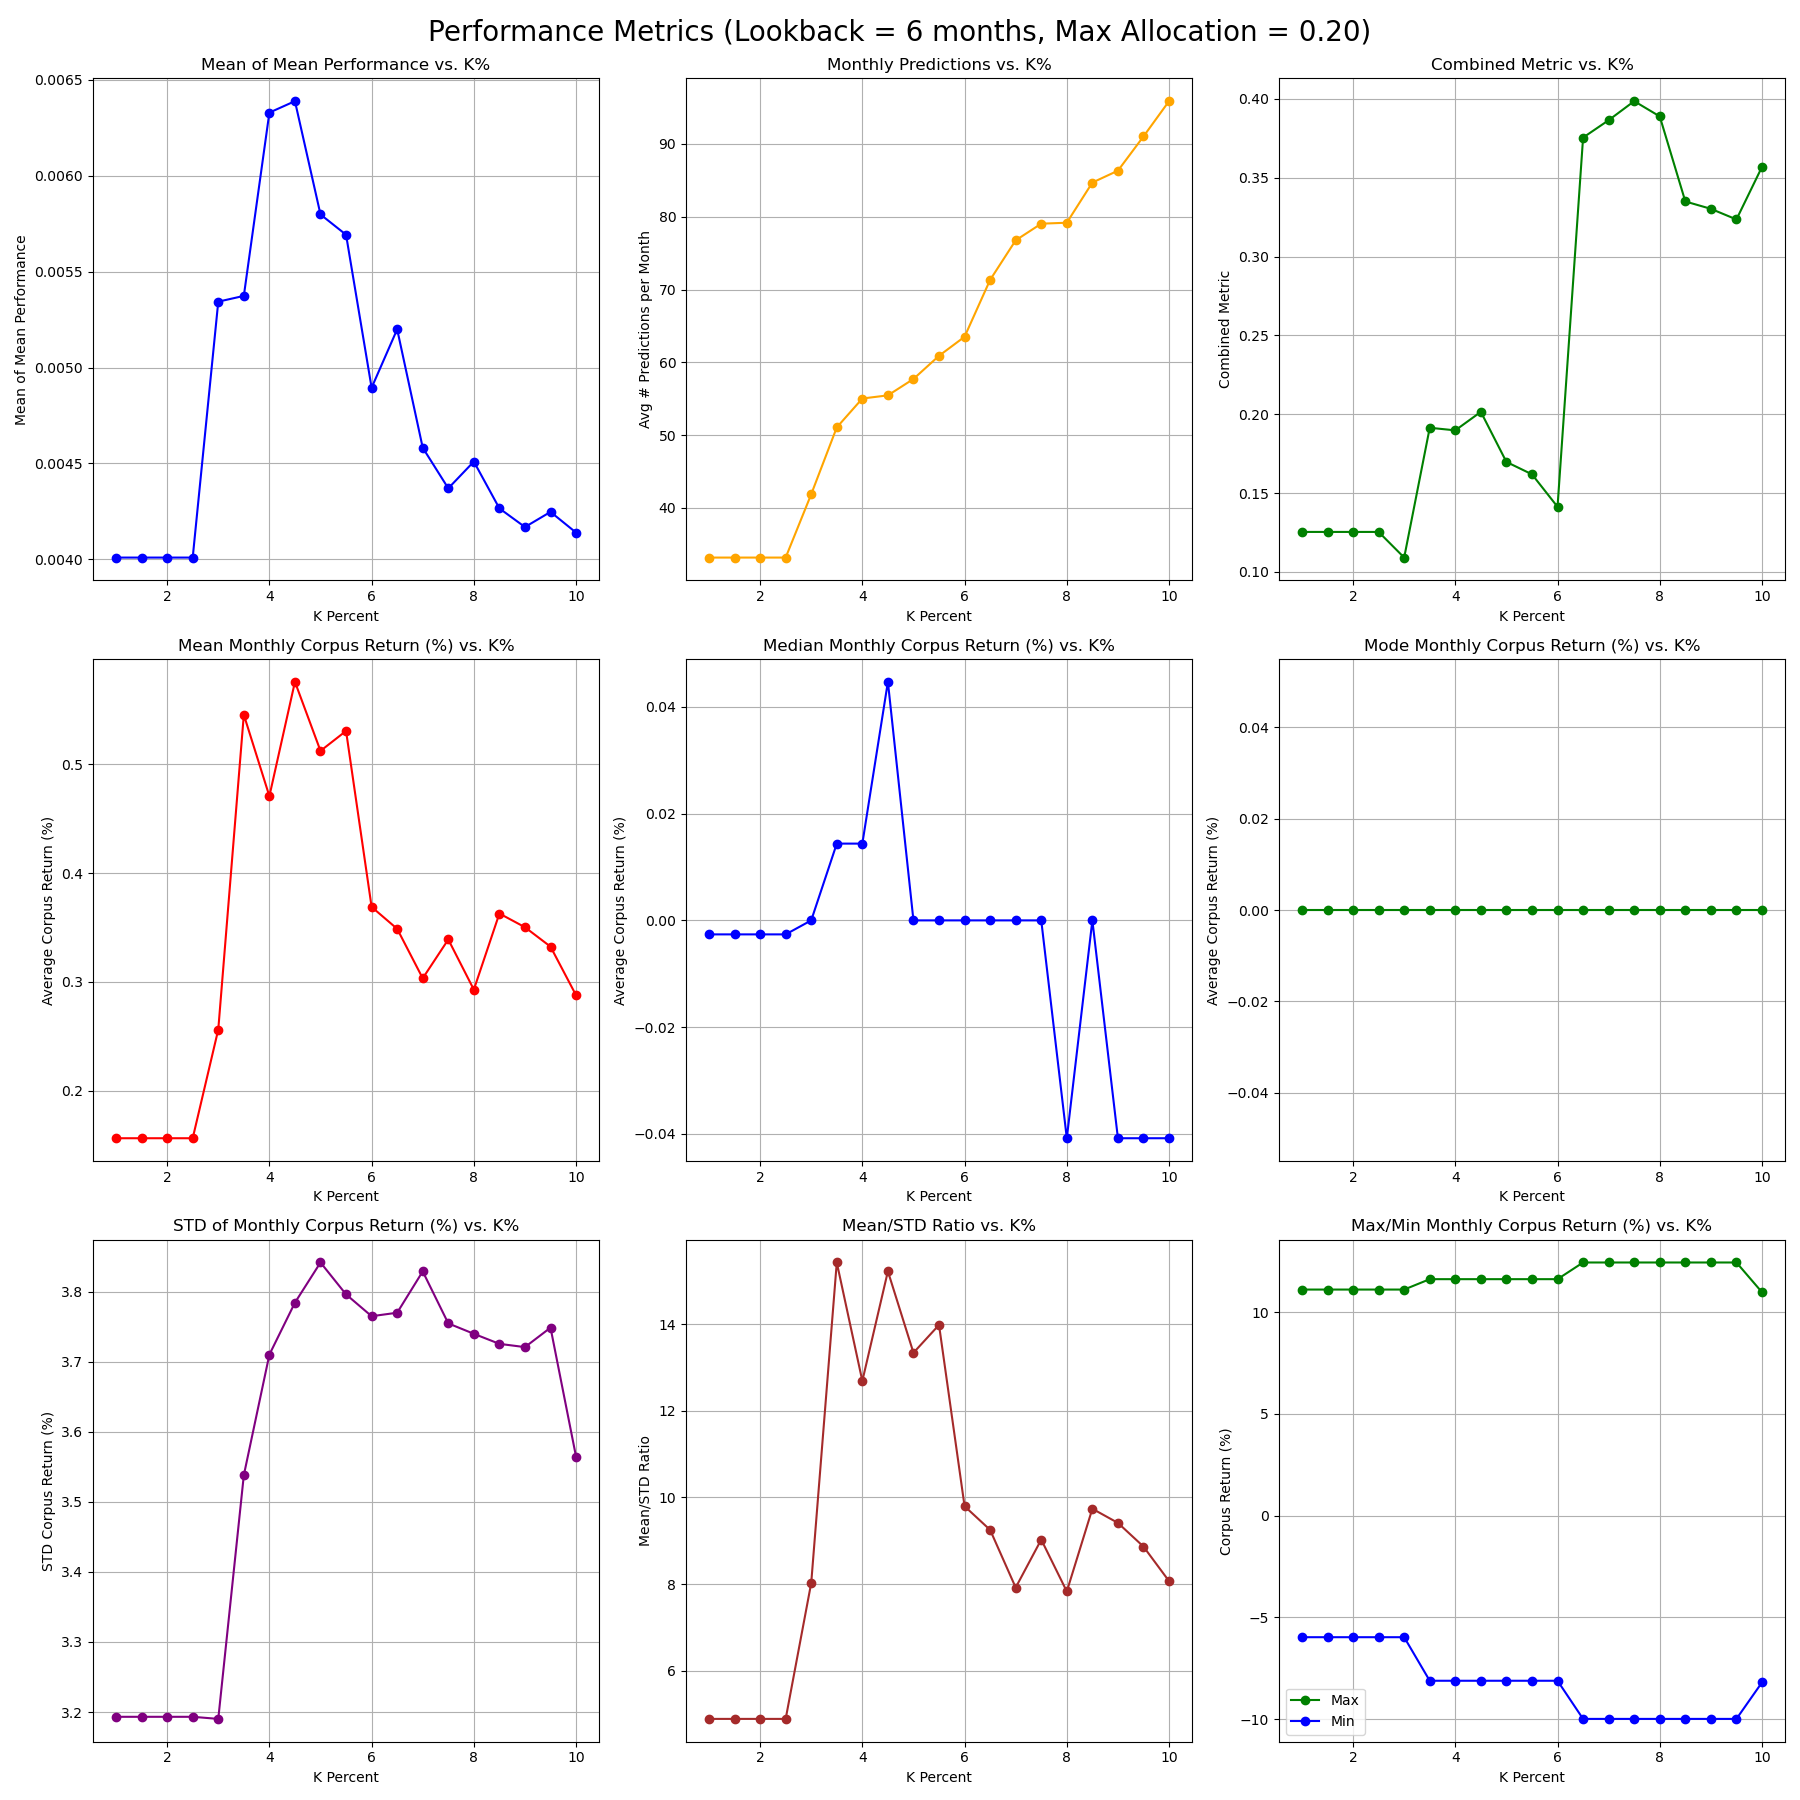 Performance Metrics (Lookback = 6 months, Max Allocation = 0.20)
Mean of Mean Performance vs. K%
Mean of Mean Performance
0.0065
0.0060
0.0055
0.0050
0.0045
0.0040
2 4 6 8 10
K Percent
Monthly Predictions vs. K%
Avg # Predictions per Month
90
80
70
60
50
40
2 4 6 8 10
K Percent
Combined Metric vs. K%
Combined Metric
0.40
0.35
0.30
0.25
0.20
0.15
0.10
2 4 6 8 10
K Percent
Mean Monthly Corpus Return (%) vs. K%
Average Corpus Return (%)
0.5
0.4
0.3
0.2
2 4 6 8 10
K Percent
Median Monthly Corpus Return (%) vs. K%
Average Corpus Return (%)
0.04
0.02
0.00
−0.02
−0.04
2 4 6 8 10
K Percent
Mode Monthly Corpus Return (%) vs. K%
Average Corpus Return (%)
0.04
0.02
0.00
−0.02
−0.04
2 4 6 8 10
K Percent
STD of Monthly Corpus Return (%) vs. K%
STD Corpus Return (%)
3.8
3.7
3.6
3.5
3.4
3.3
3.2
2 4 6 8 10
K Percent
Mean/STD Ratio vs. K%
Mean/STD Ratio
14
12
10
8
6
2 4 6 8 10
K Percent
Max/Min Monthly Corpus Return (%) vs. K%
Corpus Return (%)
10
5
0
−5
−10
Max
Min
2 4 6 8 10
K Percent